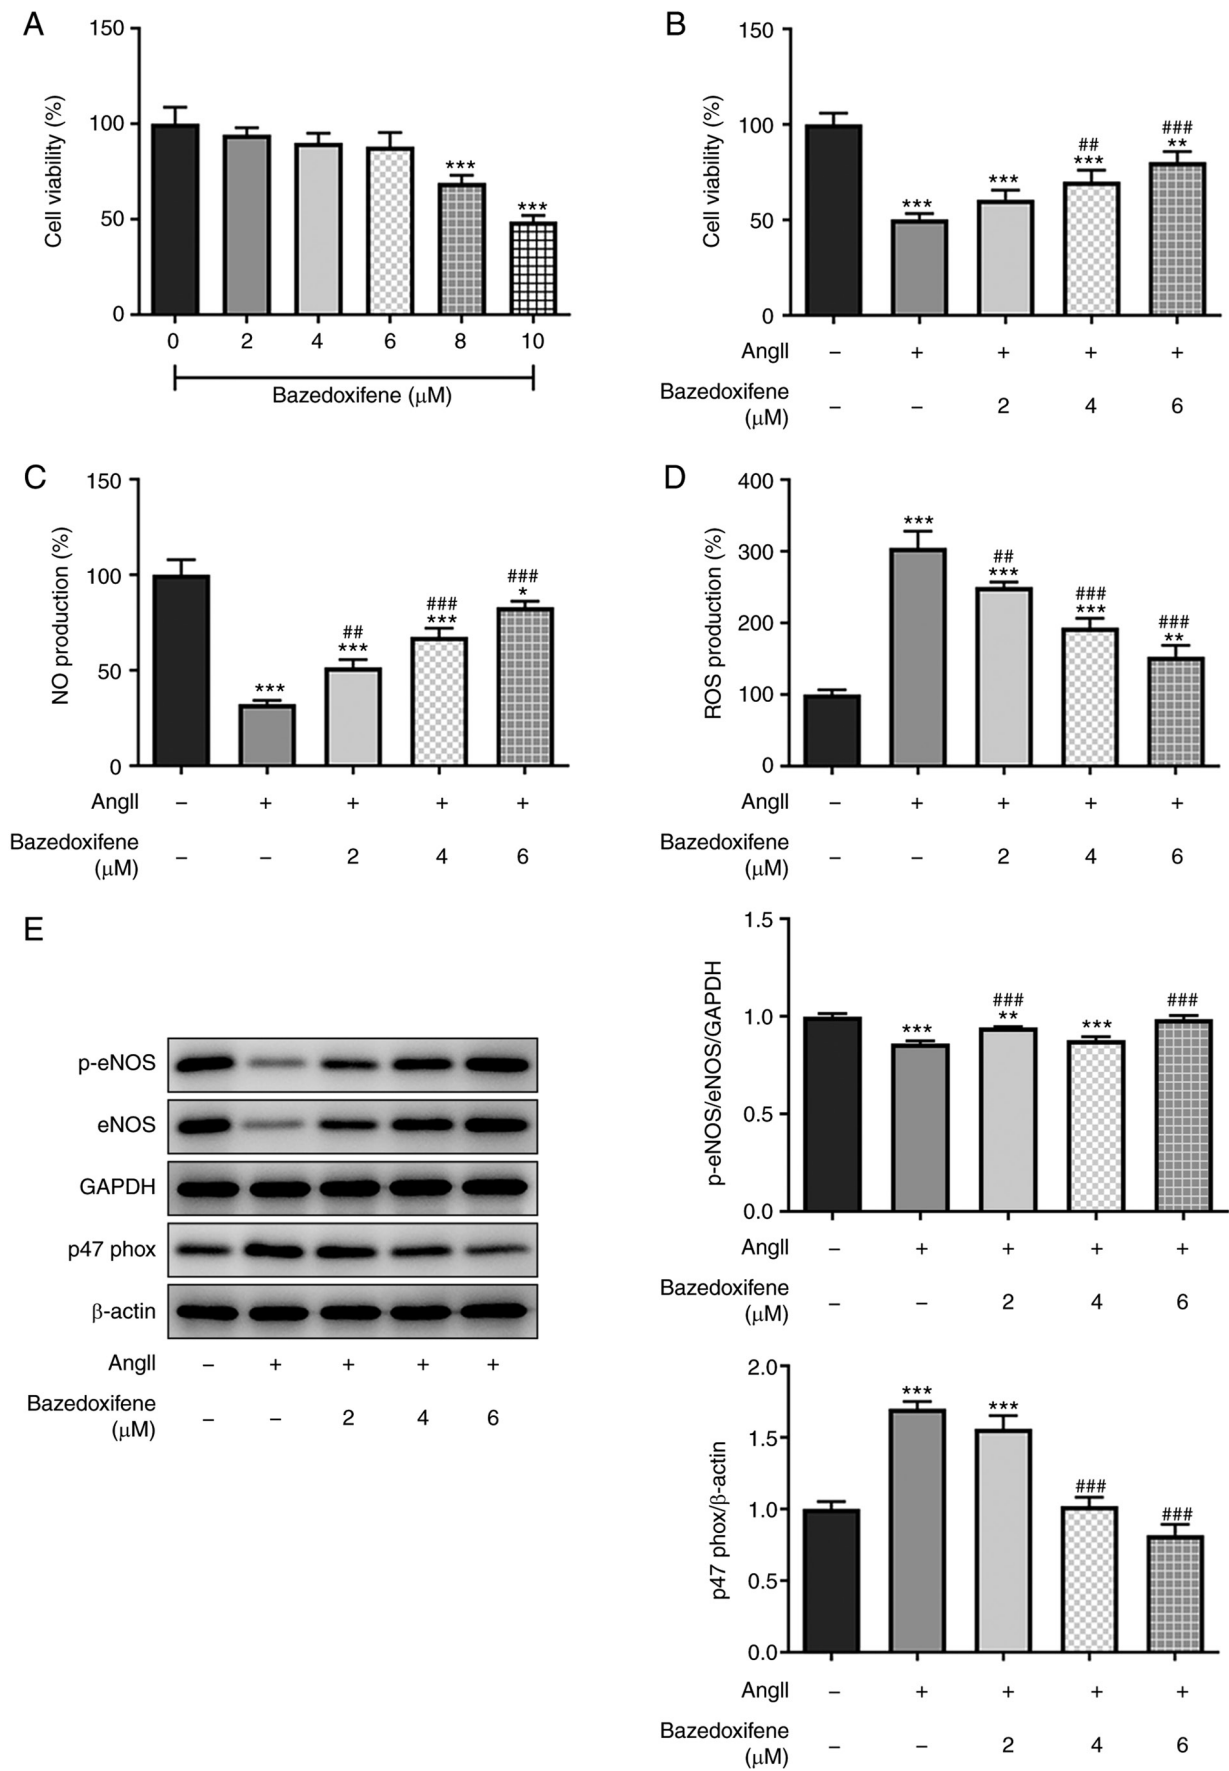 A
150
100
50
0
Cell viability (%)
***
***
0 2 4 6 8 10
Bazedoxifene (μM)
B
150
100
50
0
Cell viability (%)
***
***
##
***
###
**
AngII – + + + +
Bazedoxifene
(μM) – – 2 4 6
C
150
100
50
0
NO production (%)
***
##
***
###
***
###
*
AngII – + + + +
Bazedoxifene
(μM) – – 2 4 6
D
400
300
200
100
0
ROS production (%)
***
##
***
###
***
###
**
AngII – + + + +
Bazedoxifene
(μM) – – 2 4 6
E
p-eNOS
eNOS
GAPDH
p47 phox
β-actin
AngII – + + + +
Bazedoxifene
(μM) – – 2 4 6
1.5
1.0
0.5
0.0
p-eNOS/eNOS/GAPDH
***
###
**
***
###
AngII – + + + +
Bazedoxifene
(μM) – – 2 4 6
2.0
1.5
1.0
0.5
0.0
p47 phox/β-actin
***
***
###
###
AngII – + + + +
Bazedoxifene
(μM) – – 2 4 6